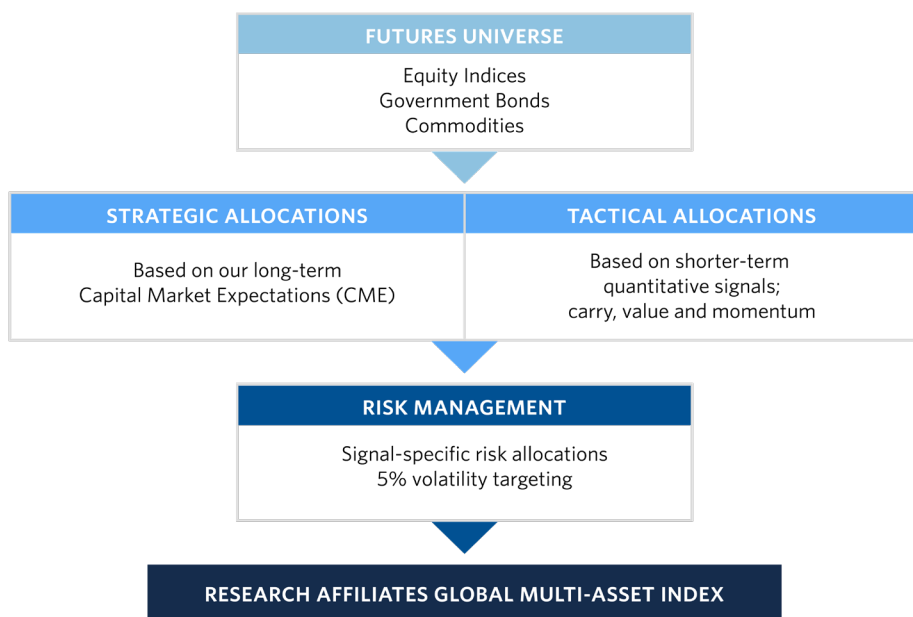 FUTURES UNIVERSE
Equity Indices
Government Bonds
Commodities
STRATEGIC ALLOCATIONS
Based on our long-term
Capital Market Expectations (CME)
TACTICAL ALLOCATIONS
Based on shorter-term
quantitative signals;
carry, value and momentum
RISK MANAGEMENT
Signal-specific risk allocations
5% volatility targeting
RESEARCH AFFILIATES GLOBAL MULTI-ASSET INDEX